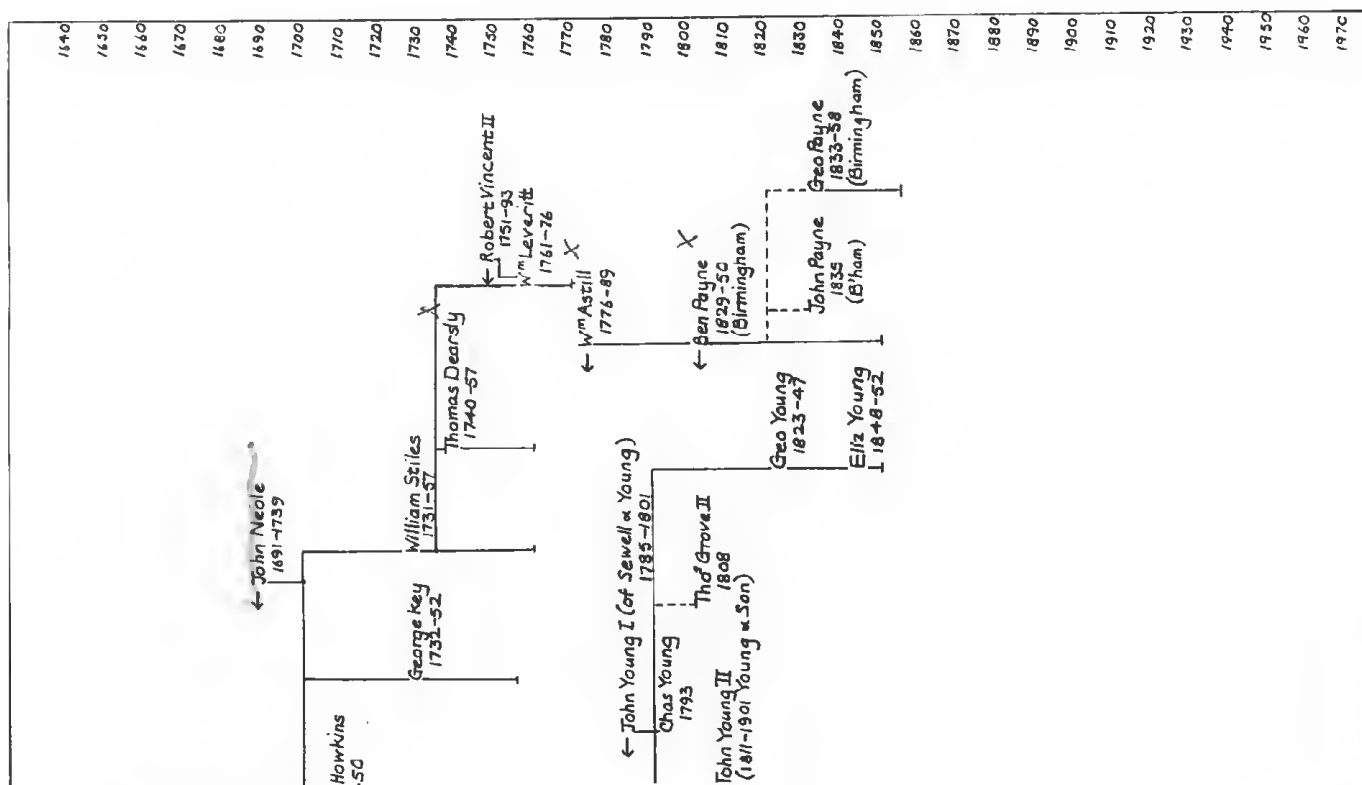 1640
1650
1660
1670
1680
1690
1700
1710
1720
1730
1740
1750
1760
1770
1780
1790
1800
1810
1820
1830
1840
1850
1860
1870
1880
1890
1900
1910
1920
1930
1940
1950
1960
1970
John Neole
1691-1739
Howkins
-50
George Key
1732-52
William Stiles
1731-57
Thomas Dearsly
1740-57
Robert Vincent II
1751-93
Wm Leveritt
1761-76
X
X
X
Wm Astill
1776-89
Ben Payne
1829-50
(Birmingham)
John Payne
1835
(B'ham)
Geo Payne
1833-58
(Birmingham)
John Young I (of Sewell & Young)
1785-1801
Chas Young
1793
Thos Grove II
1808
John Young II
(1811-1901 Young & Son)
Geo Young
1823-47
Eliz Young
1848-52